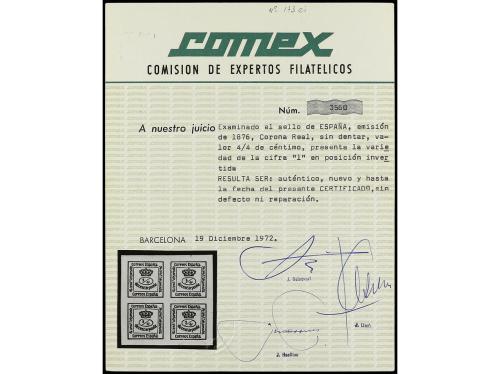 Nº 173
comex
COMISION DE EXPERTOS FILATELICOS
Núm. 3560
A nuestro juicio Examinado el sello de ESPAÑA, emisión
de 1876, Corona Real, sin dentar, va-
lor 4/4 de céntimo, presenta la varie
dad de la cifra "1" en posición inver
tida
RESULTA SER: auténtico, nuevo y hasta
la fecha del presente CERTIFICADO, sin
defecto ni reparación.
BARCELONA 19 Diciembre 1972.
Correos España Correos España
Correos España Correos España
Correos España Correos España
Correos España Correos España
J.
J.
J.